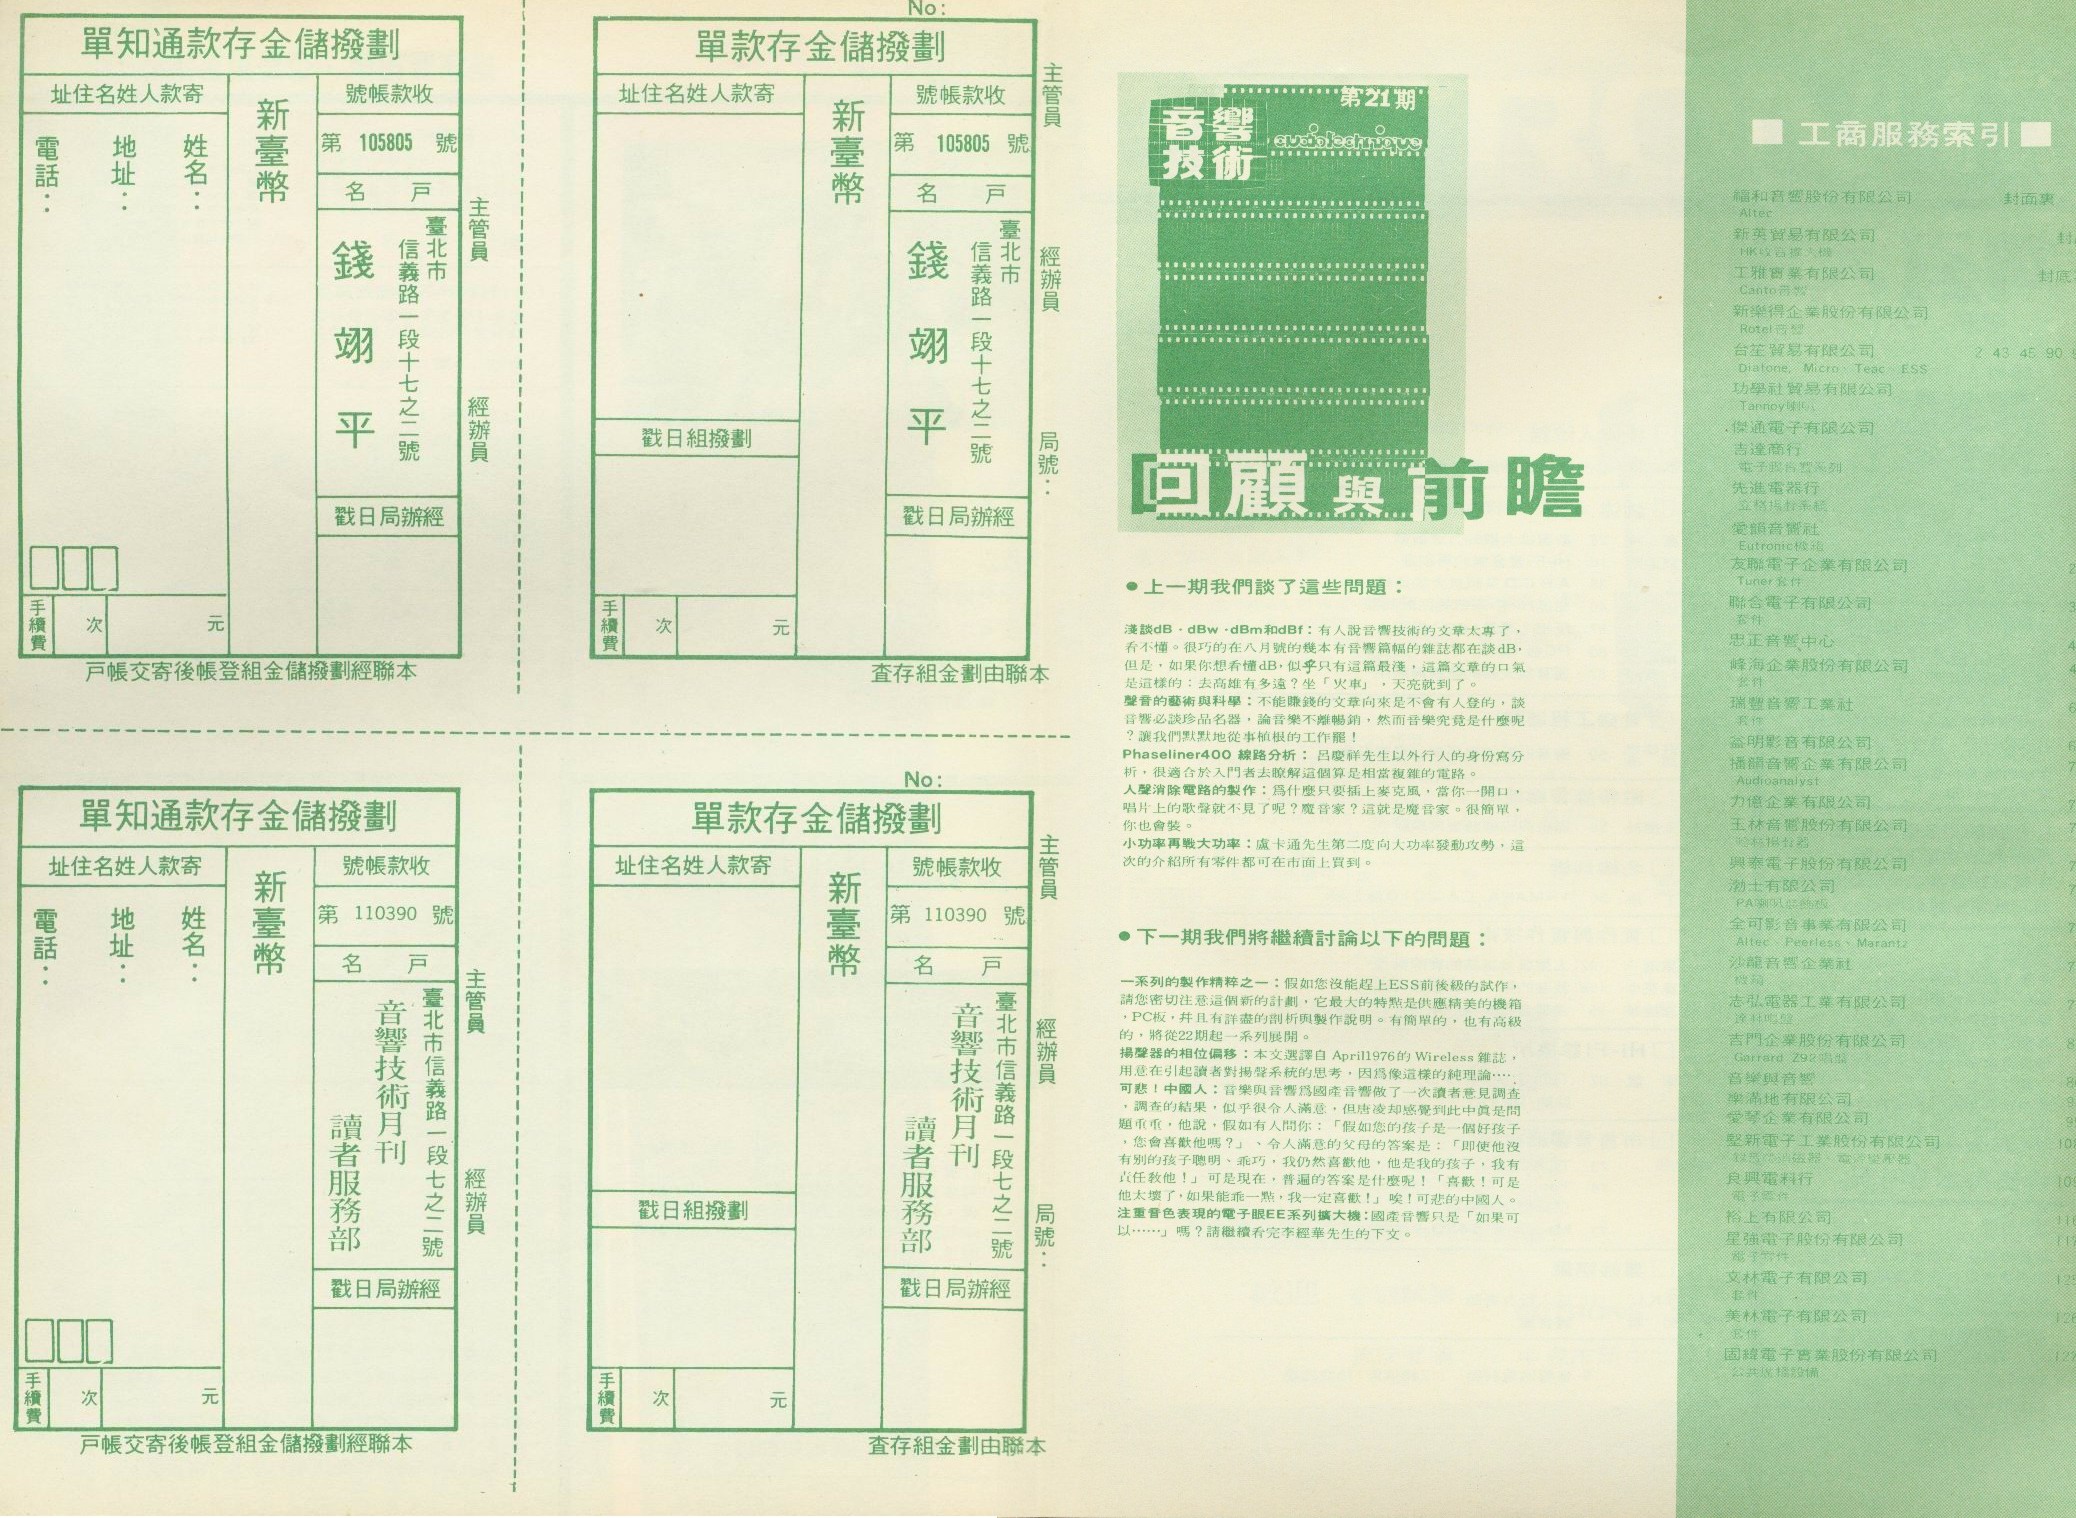 劃撥儲金存款通知單
寄款人姓名住址
新臺幣
收款帳號
姓名：
地址：
電話：
第 105805 號
戶名
臺北市
信義路一段十七之二號
錢翊平
經辦局日戳
手續費
次
元
主管員
經辦員
本聯經劃撥儲金組登帳後寄交帳戶
No:
劃撥儲金存款單
寄款人姓名住址
新臺幣
收款帳號
第 105805 號
戶名
臺北市
信義路一段十七之二號
錢翊平
劃撥組日戳
經辦局日戳
手續費
次
元
主管員
經辦員
局號：
本聯由劃金組存查
劃撥儲金存款通知單
寄款人姓名住址
新臺幣
收款帳號
姓名：
地址：
電話：
第 110390 號
戶名
臺北市信義路一段七之二號
音響技術月刊
讀者服務部
經辦局日戳
手續費
次
元
主管員
經辦員
本聯經劃撥儲金組登帳後寄交帳戶
No:
劃撥儲金存款單
寄款人姓名住址
新臺幣
收款帳號
第 110390 號
戶名
臺北市信義路一段七之二號
音響技術月刊
讀者服務部
劃撥組日戳
經辦局日戳
手續費
次
元
主管員
經辦員
局號：
本聯由劃金組存查
第21期
音響
技術
audiotechnique
回顧與前瞻
●上一期我們談了這些問題：
淺談dB・dBw・dBm和dBf：有人說音響技術的文章太專了，
看不懂。很巧的在八月號的幾本有音響篇幅的雜誌都在談dB，
但是，如果你想看懂dB，似乎只有這篇最淺，這篇文章的口氣
是這樣的：去高雄有多遠？坐「火車」，天亮就到了。
聲音的藝術與科學：不能賺錢的文章向來是不會有人登的，談
音響必談珍品名器，論音樂不離暢銷，然而音樂究竟是什麼呢
？讓我們默默地從事植根的工作罷！
Phaseliner400 線路分析：呂慶祥先生以外行人的身份寫分
析，很適合於入門者去瞭解這個算是相當複雜的電路。
人聲消除電路的製作：爲什麼只要插上麥克風，當你一開口，
唱片上的歌聲就不見了呢？魔音家？這就是魔音家。很簡單，
你也會裝。
小功率再戰大功率：盧卡通先生第二度向大功率發動攻勢，這
次的介紹所有零件都可在市面上買到。
●下一期我們將繼續討論以下的問題：
一系列的製作精粹之一：假如您沒能趕上ESS前後級的試作，
請您密切注意這個新的計劃，它最大的特點是供應精美的機箱
，PC板，幷且有詳盡的剖析與製作說明。有簡單的，也有高級
的，將從22期起一系列展開。
揚聲器的相位偏移：本文選譯自 April1976的 Wireless 雜誌，
用意在引起讀者對揚聲系統的思考，因爲像這樣的純理論‥‥
可悲！中國人：音樂與音響爲國產音響做了一次讀者意見調查
，調查的結果，似乎很令人滿意，但唐凌却感覺到此中眞是問
題重重，他說，假如有人問你：「假如您的孩子是一個好孩子
，您會喜歡他嗎？」、令人滿意的父母的答案是：「即使他沒
有別的孩子聰明、乖巧，我仍然喜歡他，他是我的孩子，我有
責任教他！」可是現在，普遍的答案是什麼呢！「喜歡！可是
他太壞了，如果能乖一點，我一定喜歡！」唉！可悲的中國人。
注重音色表現的電子眼EE系列擴大機：國產音響只是「如果可
以⋯⋯」嗎？請繼續看完李經華先生的下文。
■ 工商服務索引 ■
福和音響股份有限公司 封面裏
Altec
新英貿易有限公司
工雅實業有限公司
Canto音響
新樂得企業股份有限公司
Rotel音響
台笙貿易有限公司 2 43 45 90
Diatone, Micro、Teac、ESS
功學社貿易有限公司
Tannoy喇叭
傑通電子有限公司
吉達商行
先進電器行
愛韻音響社
Eutronic機箱
友聯電子企業有限公司
Tuner套件
聯合電子有限公司
套件
忠正音響中心
峰海企業股份有限公司
套件
瑞豐音響工業社
套件
益明影音有限公司
播韻音響企業有限公司
Audioanalyst
力億企業有限公司
玉林音響股份有限公司
興泰電子股份有限公司
渤士有限公司
全可影音事業有限公司
Altec、Peerless、Marantz
沙龍音響企業社
機箱
志弘電器工業有限公司
吉門企業股份有限公司
Garrard Z92唱盤
音樂與音響
樂滿地有限公司
愛琴企業有限公司
堅新電子工業股份有限公司
良興電料行
電子零件
裕上有限公司
星強電子股份有限公司
電子零件
文林電子有限公司
套件
美林電子有限公司
套件
固緯電子實業股份有限公司
公共廣播設備